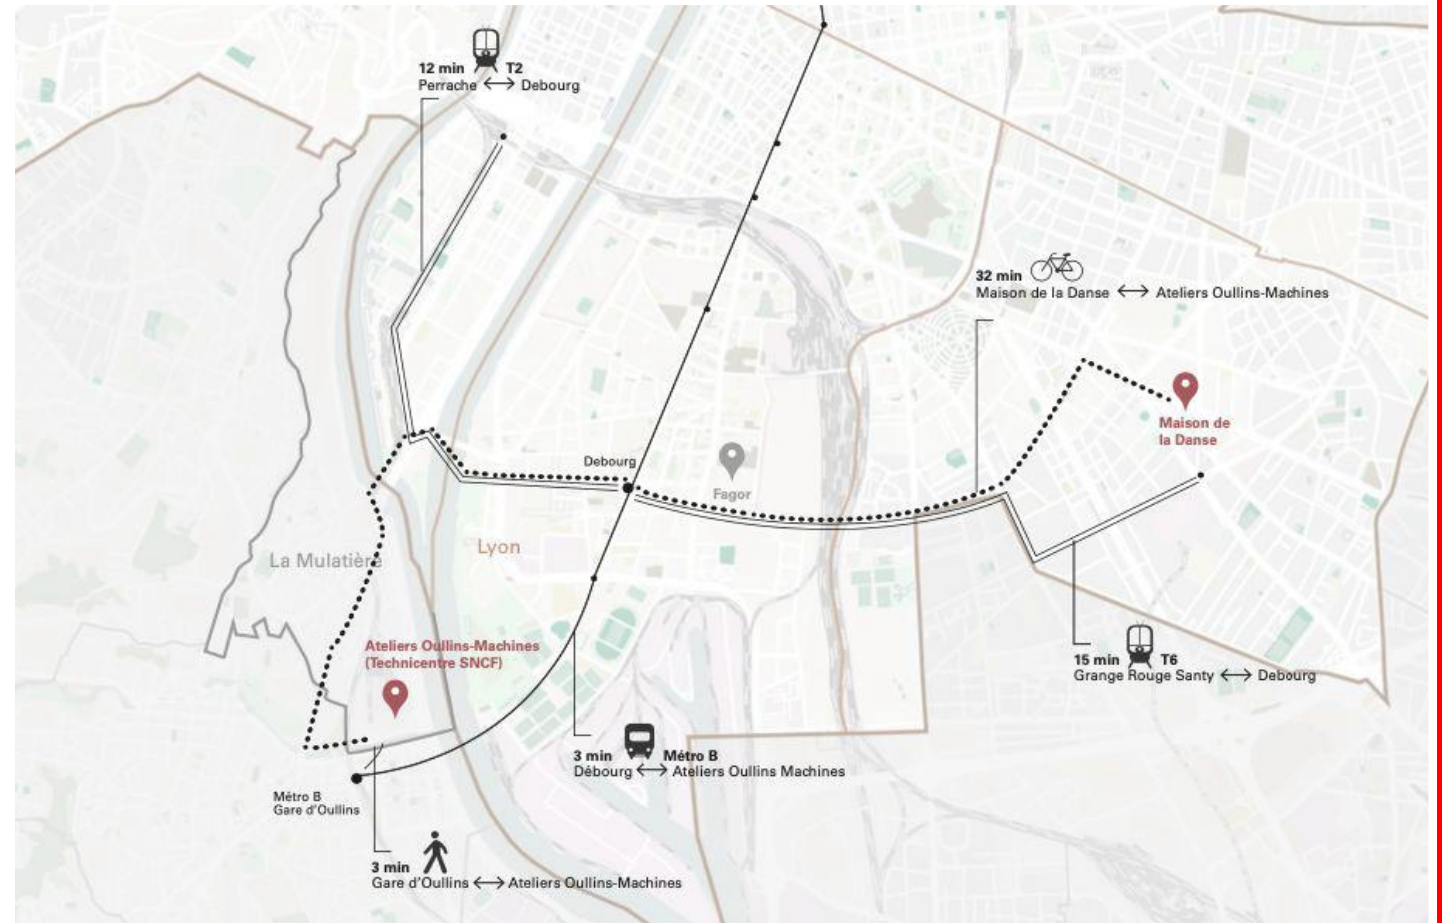 12 min T2
Perrache ⟷ Debourg
32 min
Maison de la Danse ⟷ Ateliers Oullins-Machines
Maison de
la Danse
Debourg
Fagor
Lyon
La Mulatière
Ateliers Oullins-Machines
(Technicentre SNCF)
15 min T6
Grange Rouge Santy ⟷ Debourg
3 min Métro B
Débourg ⟷ Ateliers Oullins Machines
Métro B
Gare d'Oullins
3 min
Gare d'Oullins ⟷ Ateliers Oullins-Machines